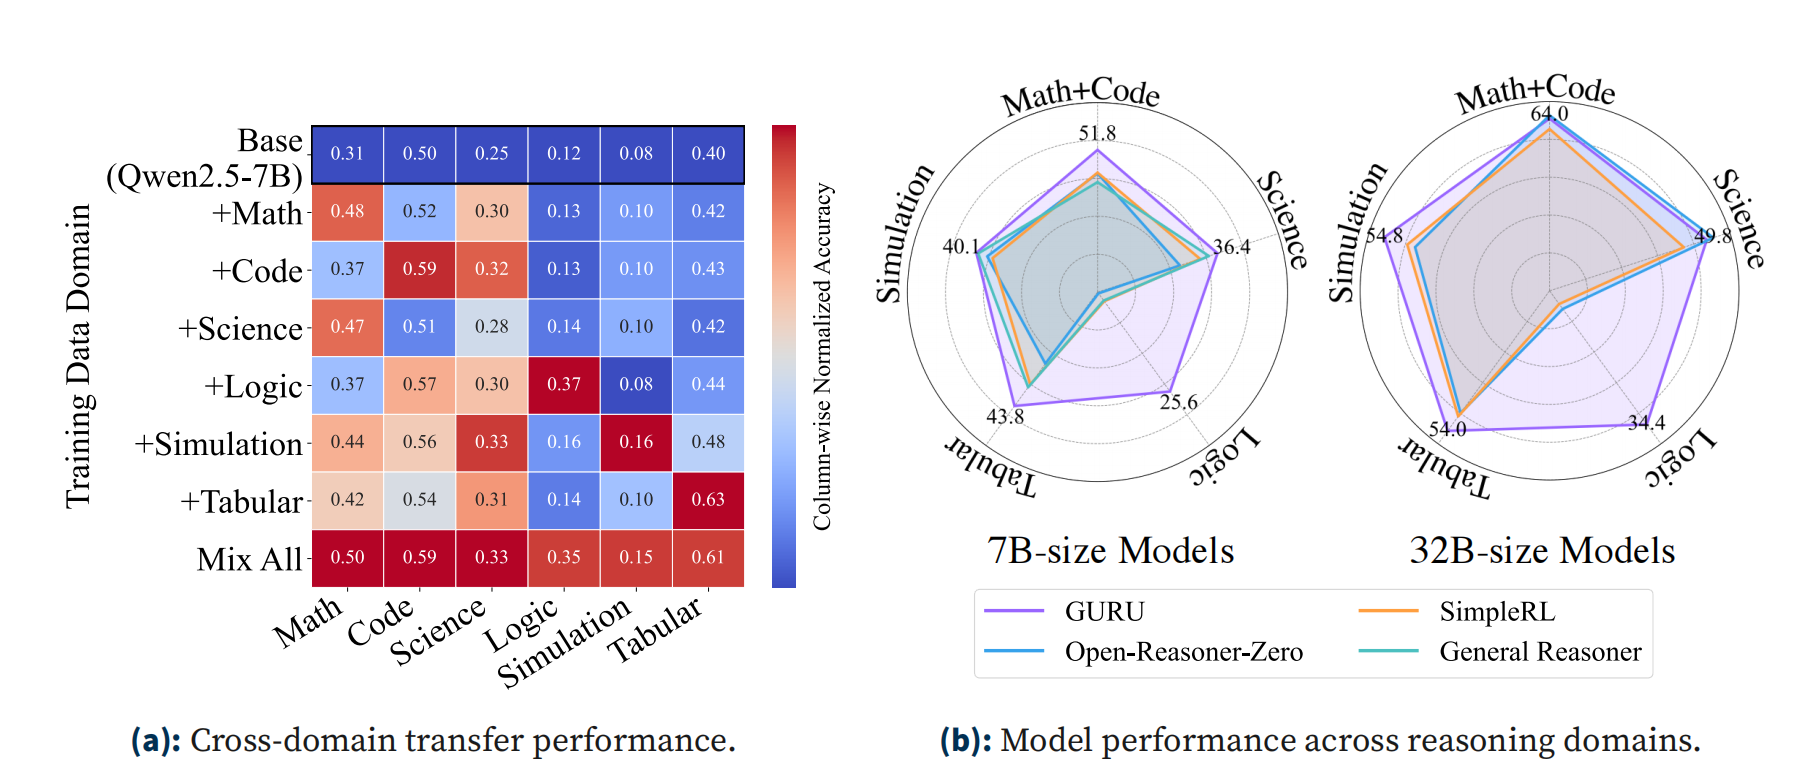 Training Data Domain
Base
(Qwen2.5-7B)
0.31 0.50 0.25 0.12 0.08 0.40
+Math 0.48 0.52 0.30 0.13 0.10 0.42
+Code 0.37 0.59 0.32 0.13 0.10 0.43
+Science 0.47 0.51 0.28 0.14 0.10 0.42
+Logic 0.37 0.57 0.30 0.37 0.08 0.44
+Simulation 0.44 0.56 0.33 0.16 0.16 0.48
+Tabular 0.42 0.54 0.31 0.14 0.10 0.63
Mix All 0.50 0.59 0.33 0.35 0.15 0.61
Math Code Science Logic Simulation Tabular
Column-wise Normalized Accuracy
(a): Cross-domain transfer performance.
Math+Code
51.8
Science
36.4
Logic
25.6
Tabular
43.8
Simulation
40.1
7B-size Models
Math+Code
64.0
Science
49.8
Logic
34.4
Tabular
54.0
Simulation
54.8
32B-size Models
GURU SimpleRL
Open-Reasoner-Zero General Reasoner
(b): Model performance across reasoning domains.